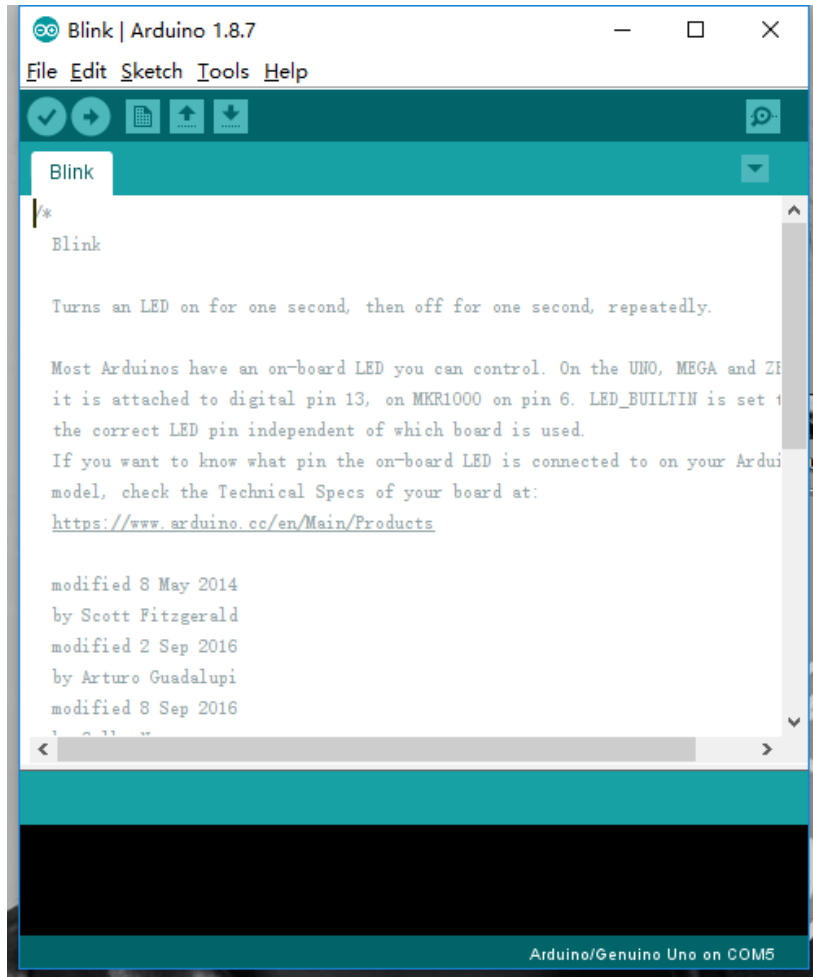 Blink | Arduino 1.8.7
File Edit Sketch Tools Help
Blink
/*
Blink
Turns an LED on for one second, then off for one second, repeatedly.
Most Arduinos have an on-board LED you can control. On the UNO, MEGA and
it is attached to digital pin 13, on MKR1000 on pin 6. LED_BUILTIN is set
the correct LED pin independent of which board is used.
If you want to know what pin the on-board LED is connected to on your Ardui
model, check the Technical Specs of your board at:
https://www.arduino.cc/en/Main/Products
modified 8 May 2014
by Scott Fitzgerald
modified 2 Sep 2016
by Arturo Guadalupi
modified 8 Sep 2016
Arduino/Genuino Uno on COM5